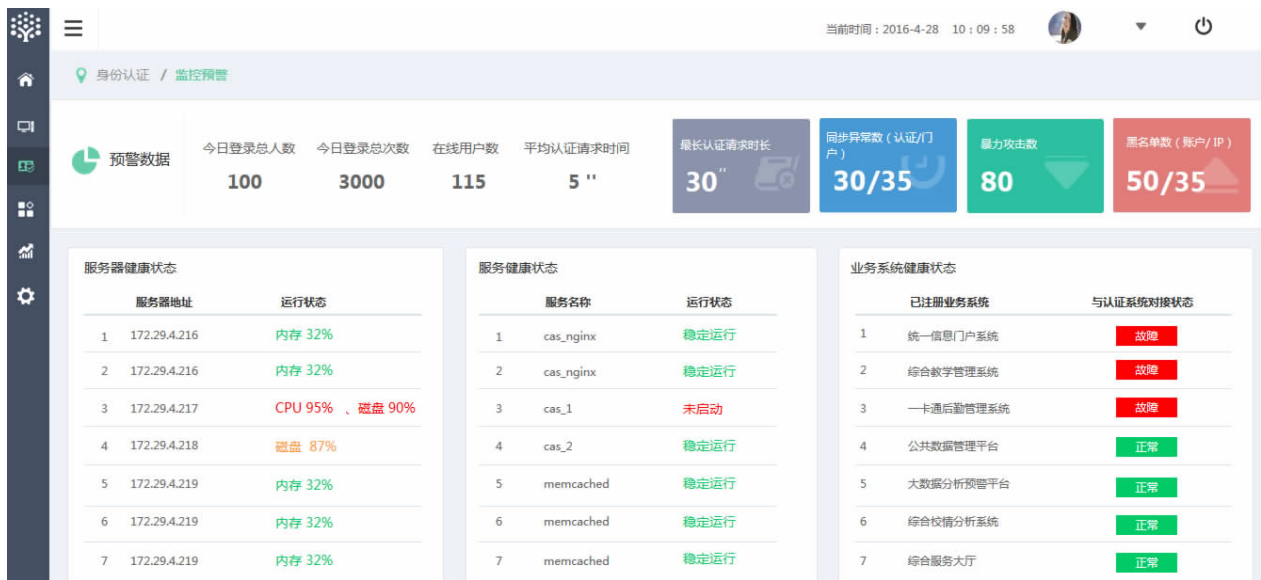 当前时间：2016-4-28 10：09：58
身份认证 / 监控预警
预警数据
今日登录总人数 今日登录总次数 在线用户数 平均认证请求时间
100 3000 115 5 ''
最长认证请求时长
30''
同步异常数（认证/门
户）
30/35
暴力攻击数
80
黑名单数（账户/IP）
50/35
服务器健康状态
服务器地址 运行状态
1 172.29.4.216 内存 32%
2 172.29.4.216 内存 32%
3 172.29.4.217 CPU 95% 、磁盘 90%
4 172.29.4.218 磁盘 87%
5 172.29.4.219 内存 32%
6 172.29.4.219 内存 32%
7 172.29.4.219 内存 32%
服务健康状态
服务名称 运行状态
1 cas_nginx 稳定运行
2 cas_nginx 稳定运行
3 cas_1 未启动
4 cas_2 稳定运行
5 memcached 稳定运行
6 memcached 稳定运行
7 memcached 稳定运行
业务系统健康状态
已注册业务系统 与认证系统对接状态
1 统一信息门户系统 故障
2 综合教学管理系统 故障
3 一卡通后勤管理系统 故障
4 公共数据管理平台 正常
5 大数据分析预警平台 正常
6 综合校情分析系统 正常
7 综合服务大厅 正常